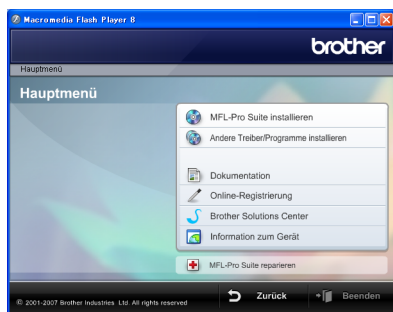 Macromedia Flash Player 8
brother
Hauptmenü
Hauptmenü
MFL-Pro Suite installieren
Andere Treiber/Programme installieren
Dokumentation
Online-Registrierung
Brother Solutions Center
Information zum Gerät
MFL-Pro Suite reparieren
© 2001-2007 Brother Industries Ltd. All rights reserved
Zurück
Beenden